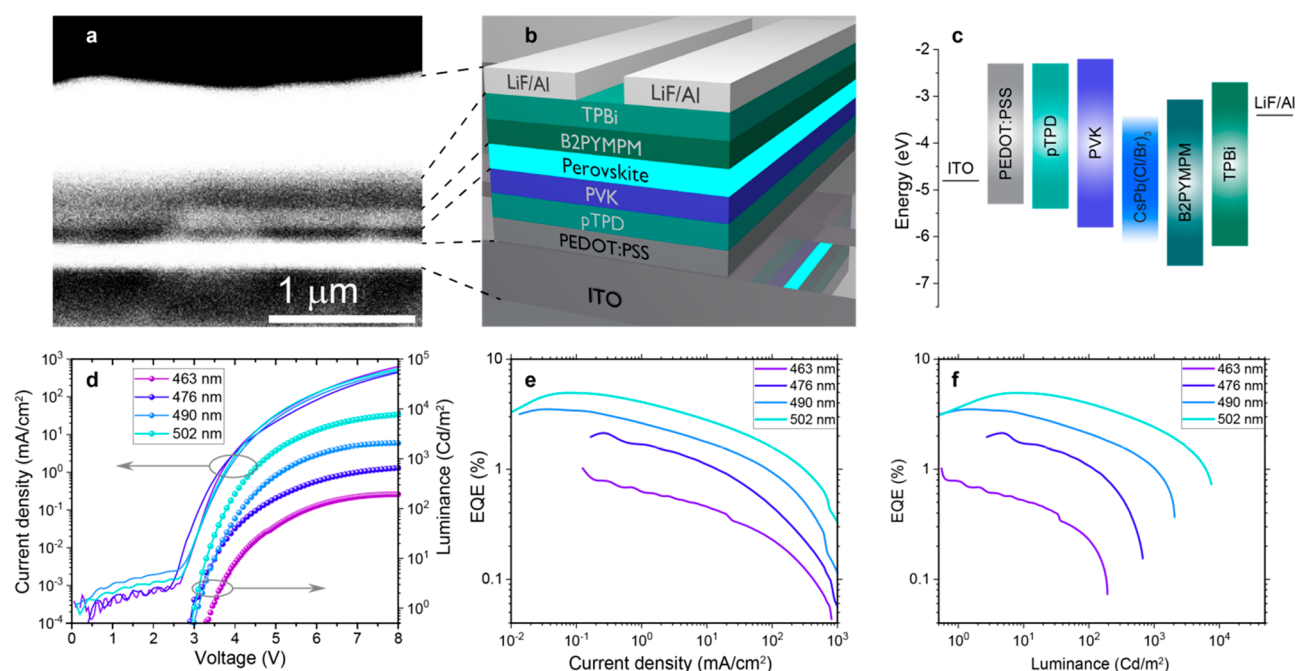 a
1 μm
b
LiF/Al
LiF/Al
TPBi
B2PYMPM
Perovskite
PVK
pTPD
PEDOT:PSS
ITO
c
Energy (eV)
-2
-3
-4
-5
-6
-7
ITO
PEDOT:PSS
pTPD
PVK
CsPb(Cl/Br)₃
B2PYMPM
TPBi
LiF/Al
d
Current density (mA/cm²)
10³
10²
10¹
10⁰
10⁻¹
10⁻²
10⁻³
10⁻⁴
463 nm
476 nm
490 nm
502 nm
10⁵
10⁴
10³
10²
10¹
10⁰
Luminance (Cd/m²)
0 1 2 3 4 5 6 7 8
Voltage (V)
e
EQE (%)
10
1
0.1
463 nm
476 nm
490 nm
502 nm
10⁻² 10⁻¹ 10⁰ 10¹ 10² 10³
Current density (mA/cm²)
f
EQE (%)
10
1
0.1
463 nm
476 nm
490 nm
502 nm
10⁰ 10¹ 10² 10³ 10⁴
Luminance (Cd/m²)